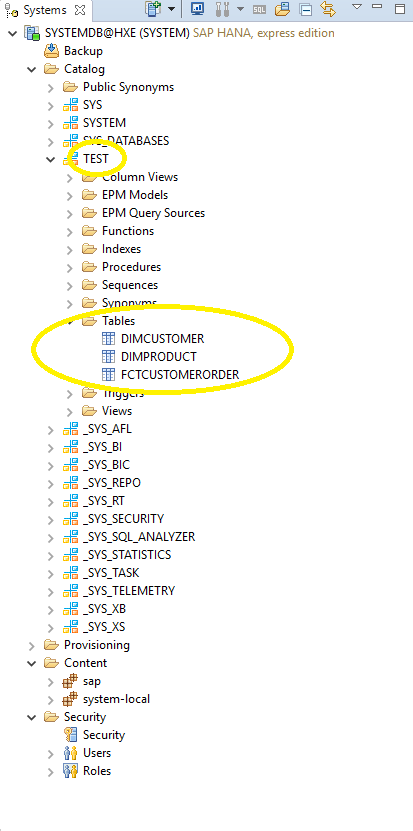 Systems
SYSTEMDB@HXE (SYSTEM) SAP HANA, express edition
Backup
Catalog
Public Synonyms
SYS
SYSTEM
SYS_DATABASES
TEST
Column Views
EPM Models
EPM Query Sources
Functions
Indexes
Procedures
Sequences
Synonyms
Tables
DIMCUSTOMER
DIMPRODUCT
FCTCUSTOMERORDER
Triggers
Views
_SYS_AFL
_SYS_BI
_SYS_BIC
_SYS_REPO
_SYS_RT
_SYS_SECURITY
_SYS_SQL_ANALYZER
_SYS_STATISTICS
_SYS_TASK
_SYS_TELEMETRY
_SYS_XB
_SYS_XS
Provisioning
Content
sap
system-local
Security
Security
Users
Roles